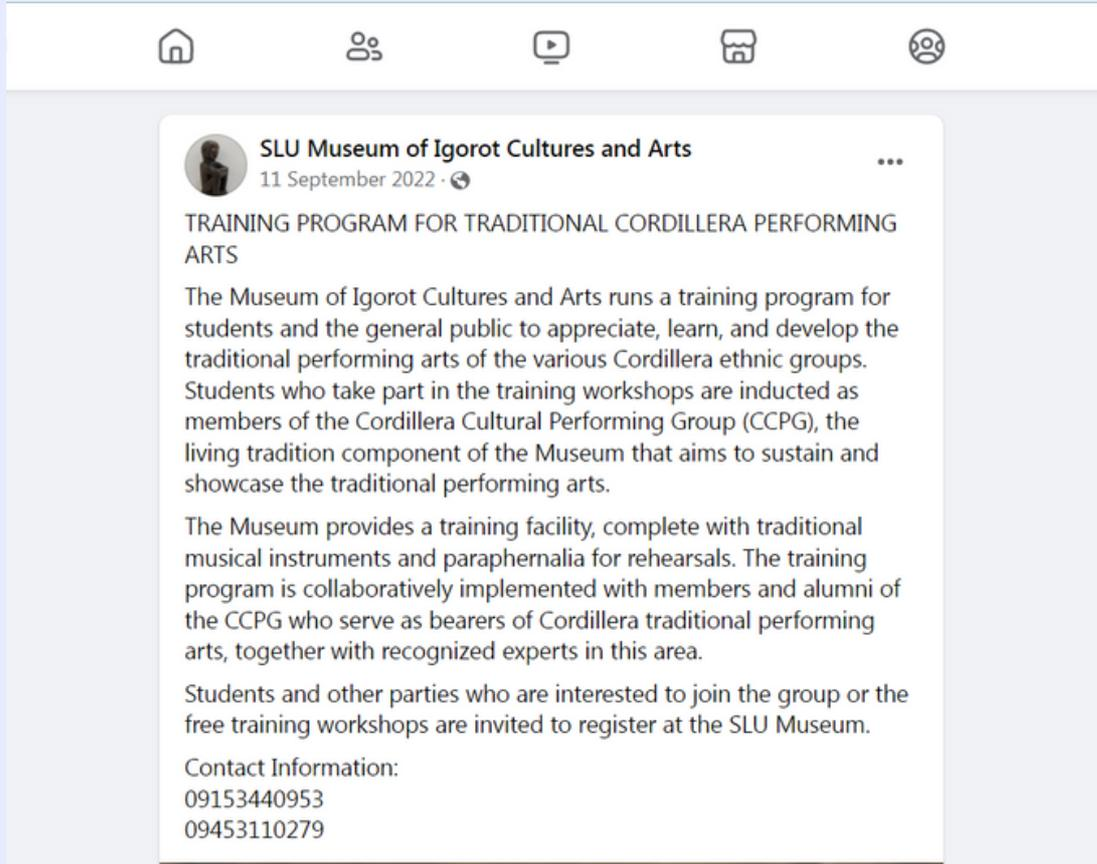 SLU Museum of Igorot Cultures and Arts
11 September 2022 ·
TRAINING PROGRAM FOR TRADITIONAL CORDILLERA PERFORMING
ARTS
The Museum of Igorot Cultures and Arts runs a training program for
students and the general public to appreciate, learn, and develop the
traditional performing arts of the various Cordillera ethnic groups.
Students who take part in the training workshops are inducted as
members of the Cordillera Cultural Performing Group (CCPG), the
living tradition component of the Museum that aims to sustain and
showcase the traditional performing arts.
The Museum provides a training facility, complete with traditional
musical instruments and paraphernalia for rehearsals. The training
program is collaboratively implemented with members and alumni of
the CCPG who serve as bearers of Cordillera traditional performing
arts, together with recognized experts in this area.
Students and other parties who are interested to join the group or the
free training workshops are invited to register at the SLU Museum.
Contact Information:
09153440953
09453110279